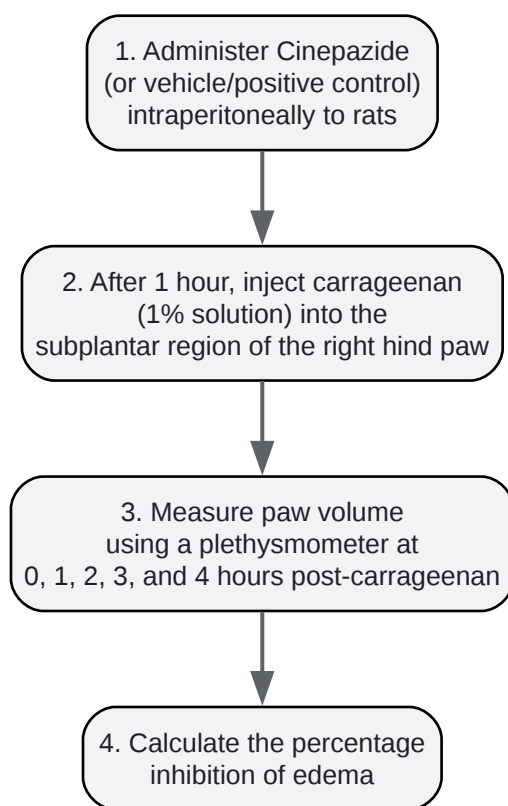 1. Administer Cinepazide
(or vehicle/positive control)
intraperitoneally to rats
2. After 1 hour, inject carrageenan
(1% solution) into the
subplantar region of the right hind paw
3. Measure paw volume
using a plethysmometer at
0, 1, 2, 3, and 4 hours post-carrageenan
4. Calculate the percentage
inhibition of edema